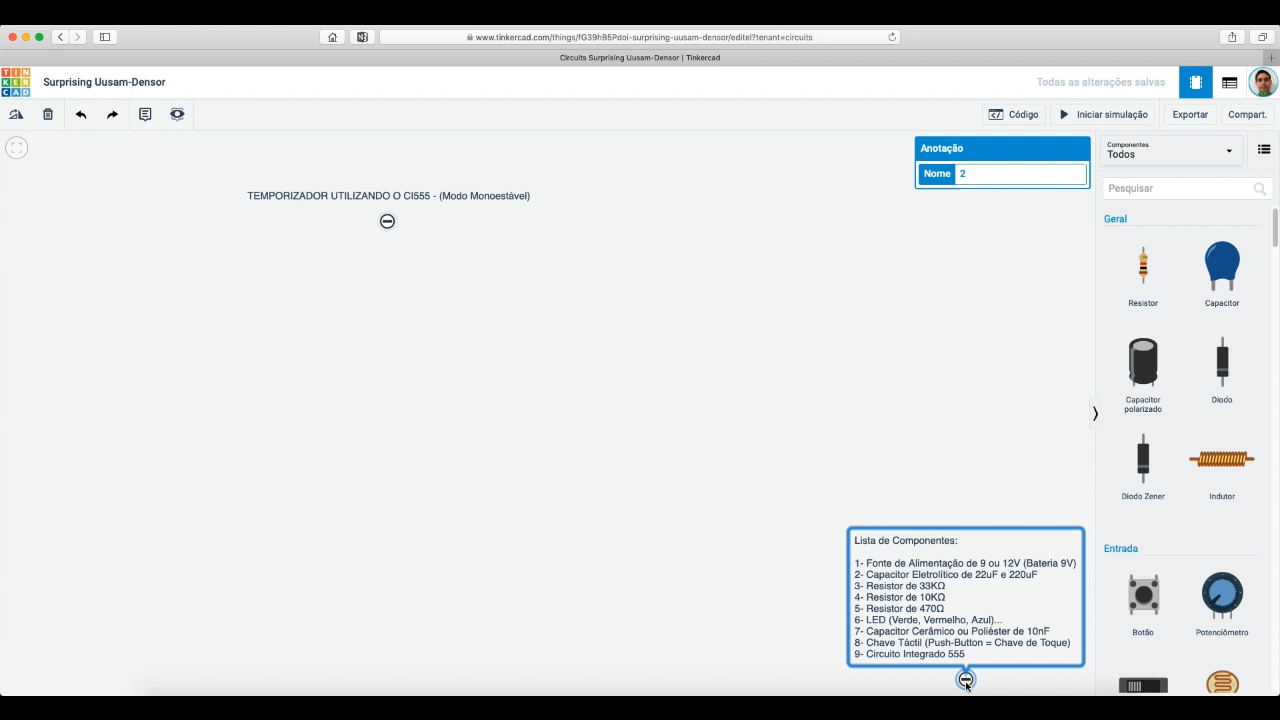 www.tinkercad.com/things/fG39hB5Pdoi-surprising-uusam-densor/editel?tenant=circuits
Circuits Surprising Uusam-Densor | Tinkercad
TIN
KER
CAD
Surprising Uusam-Densor
Todas as alterações salvas
Código
Iniciar simulação
Exportar
Compart.
Anotação
Nome 2
Componentes
Todos
Pesquisar
TEMPORIZADOR UTILIZANDO O CI555 - (Modo Monoestável)
Geral
Resistor
Capacitor
Capacitor
polarizado
Diodo
Diodo Zener
Indutor
Entrada
Botão
Potenciômetro
Lista de Componentes:
1- Fonte de Alimentação de 9 ou 12V (Bateria 9V)
2- Capacitor Eletrolítico de 22uF e 220uF
3- Resistor de 33KΩ
4- Resistor de 10KΩ
5- Resistor de 470Ω
6- LED (Verde, Vermelho, Azul)...
7- Capacitor Cerâmico ou Poliéster de 10nF
8- Chave Táctil (Push-Button = Chave de Toque)
9- Circuito Integrado 555